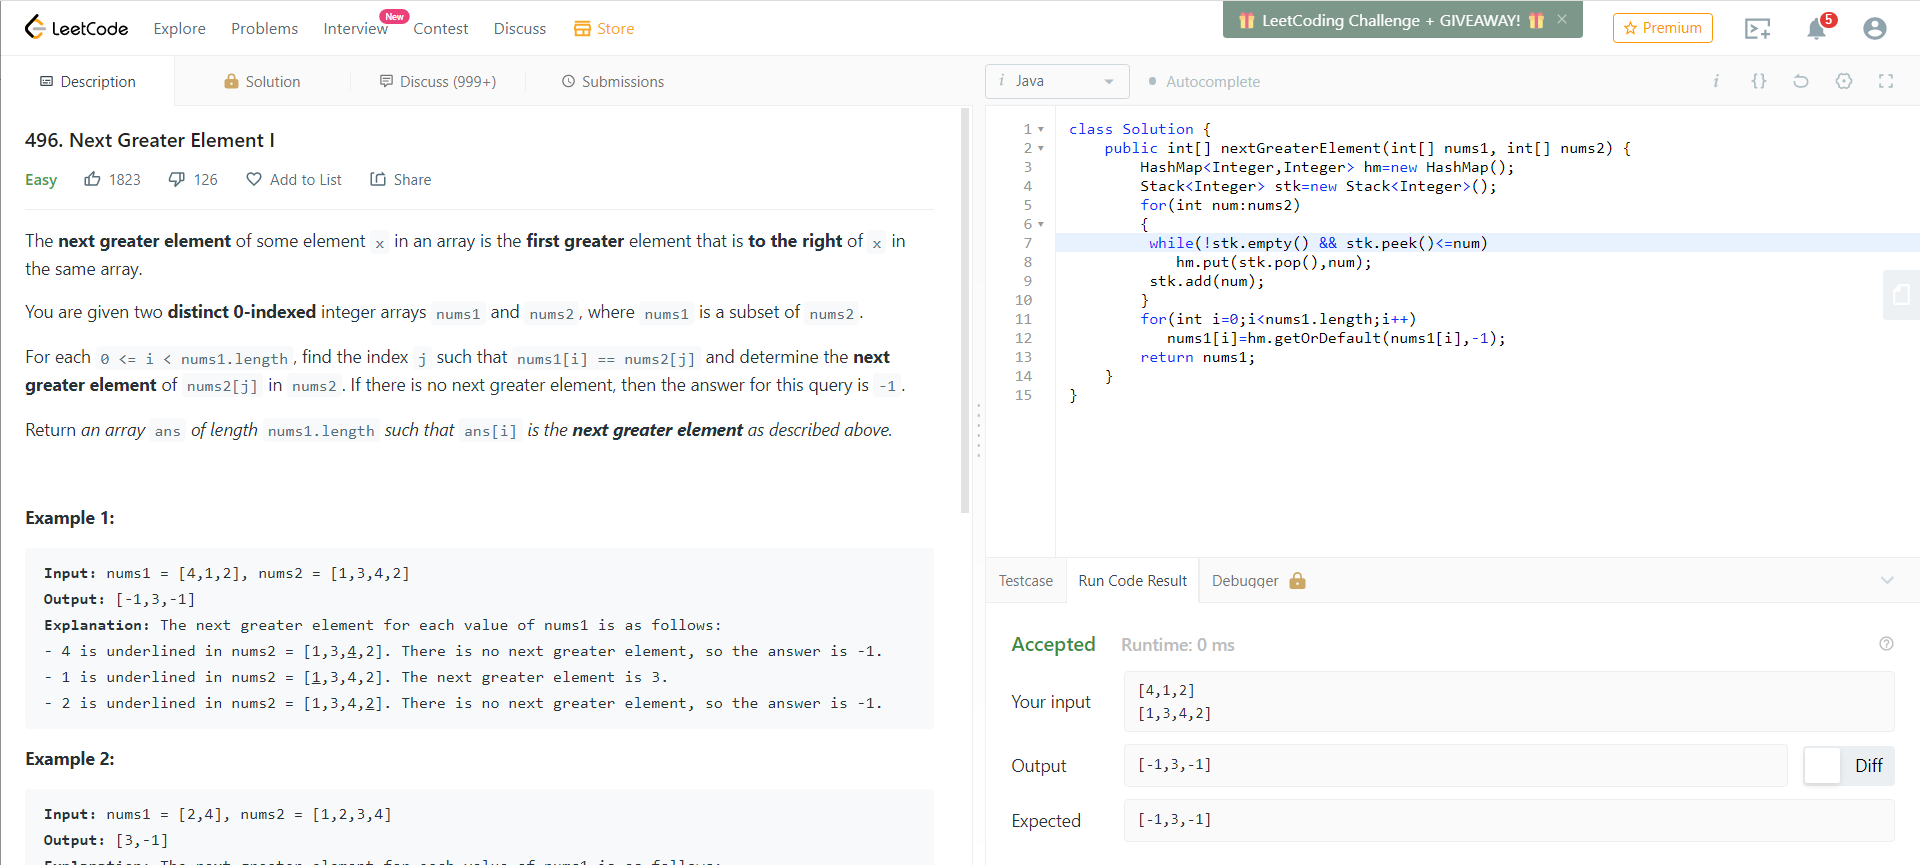 LeetCode Explore Problems Interview New Contest Discuss Store
LeetCoding Challenge + GIVEAWAY! ×
Premium 5
Description Solution Discuss (999+) Submissions
496. Next Greater Element I
Easy 1823 126 Add to List Share
The next greater element of some element x in an array is the first greater element that is to the right of x in
the same array.
You are given two distinct 0-indexed integer arrays nums1 and nums2 , where nums1 is a subset of nums2 .
For each 0 <= i < nums1.length , find the index j such that nums1[i] == nums2[j] and determine the next
greater element of nums2[j] in nums2 . If there is no next greater element, then the answer for this query is -1 .
Return an array ans of length nums1.length such that ans[i] is the next greater element as described above.
Example 1:
Input: nums1 = [4,1,2], nums2 = [1,3,4,2]
Output: [-1,3,-1]
Explanation: The next greater element for each value of nums1 is as follows:
- 4 is underlined in nums2 = [1,3,4,2]. There is no next greater element, so the answer is -1.
- 1 is underlined in nums2 = [1,3,4,2]. The next greater element is 3.
- 2 is underlined in nums2 = [1,3,4,2]. There is no next greater element, so the answer is -1.
Example 2:
Input: nums1 = [2,4], nums2 = [1,2,3,4]
Output: [3,-1]
Explanation: The next greater element for each value of nums1 is as follows:
i Java Autocomplete i {}
1 class Solution {
2 public int[] nextGreaterElement(int[] nums1, int[] nums2) {
3 HashMap<Integer,Integer> hm=new HashMap();
4 Stack<Integer> stk=new Stack<Integer>();
5 for(int num:nums2)
6 {
7 while(!stk.empty() && stk.peek()<=num)
8 hm.put(stk.pop(),num);
9 stk.add(num);
10 }
11 for(int i=0;i<nums1.length;i++)
12 nums1[i]=hm.getOrDefault(nums1[i],-1);
13 return nums1;
14 }
15 }
Testcase Run Code Result Debugger
Accepted Runtime: 0 ms
Your input
[4,1,2]
[1,3,4,2]
Output [-1,3,-1] Diff
Expected [-1,3,-1]